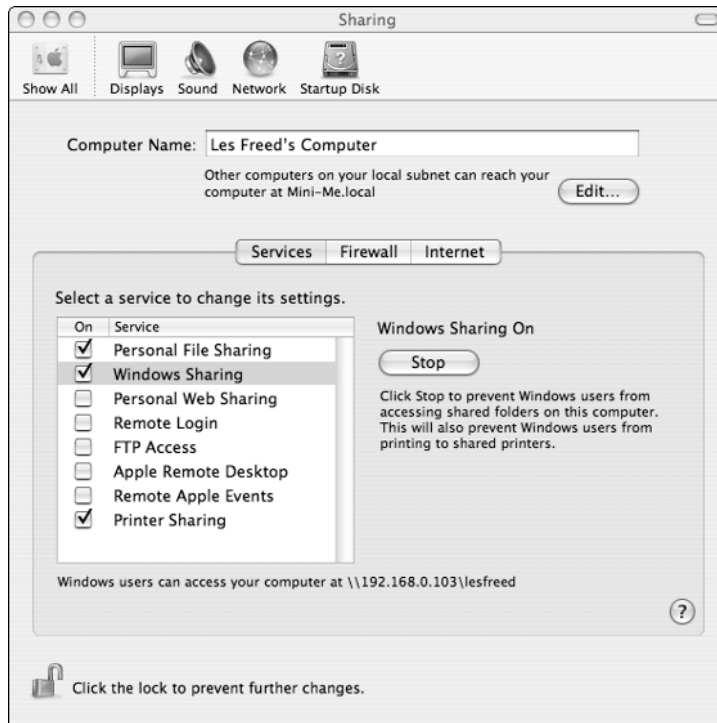 Sharing
Show All
Displays
Sound
Network
Startup Disk
Computer Name: Les Freed's Computer
Other computers on your local subnet can reach your
computer at Mini-Me.local
Edit...
Services Firewall Internet
Select a service to change its settings.
On Service
Personal File Sharing
Windows Sharing
Personal Web Sharing
Remote Login
FTP Access
Apple Remote Desktop
Remote Apple Events
Printer Sharing
Windows Sharing On
Stop
Click Stop to prevent Windows users from
accessing shared folders on this computer.
This will also prevent Windows users from
printing to shared printers.
Windows users can access your computer at \\192.168.0.103\lesfreed
?
Click the lock to prevent further changes.